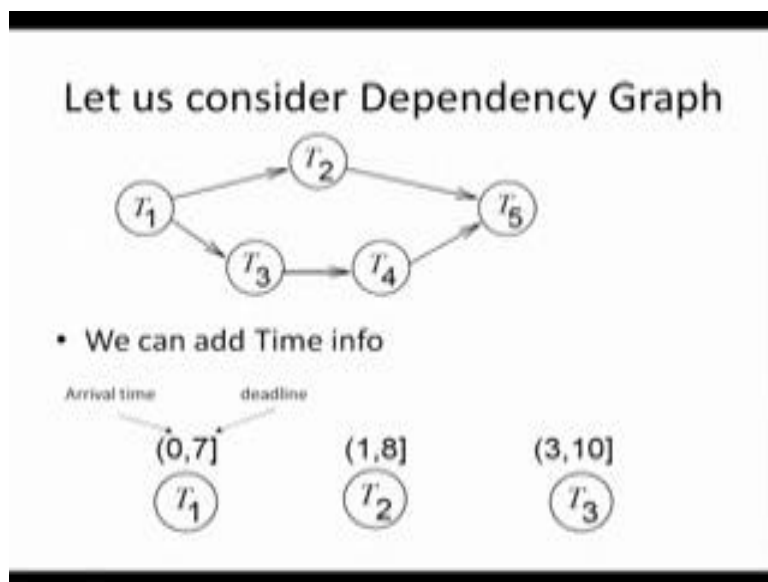 Let us consider Dependency Graph
T2
T1
T5
T3
T4
• We can add Time info
Arrival time deadline
(0,7] (1,8] (3,10]
T1 T2 T3